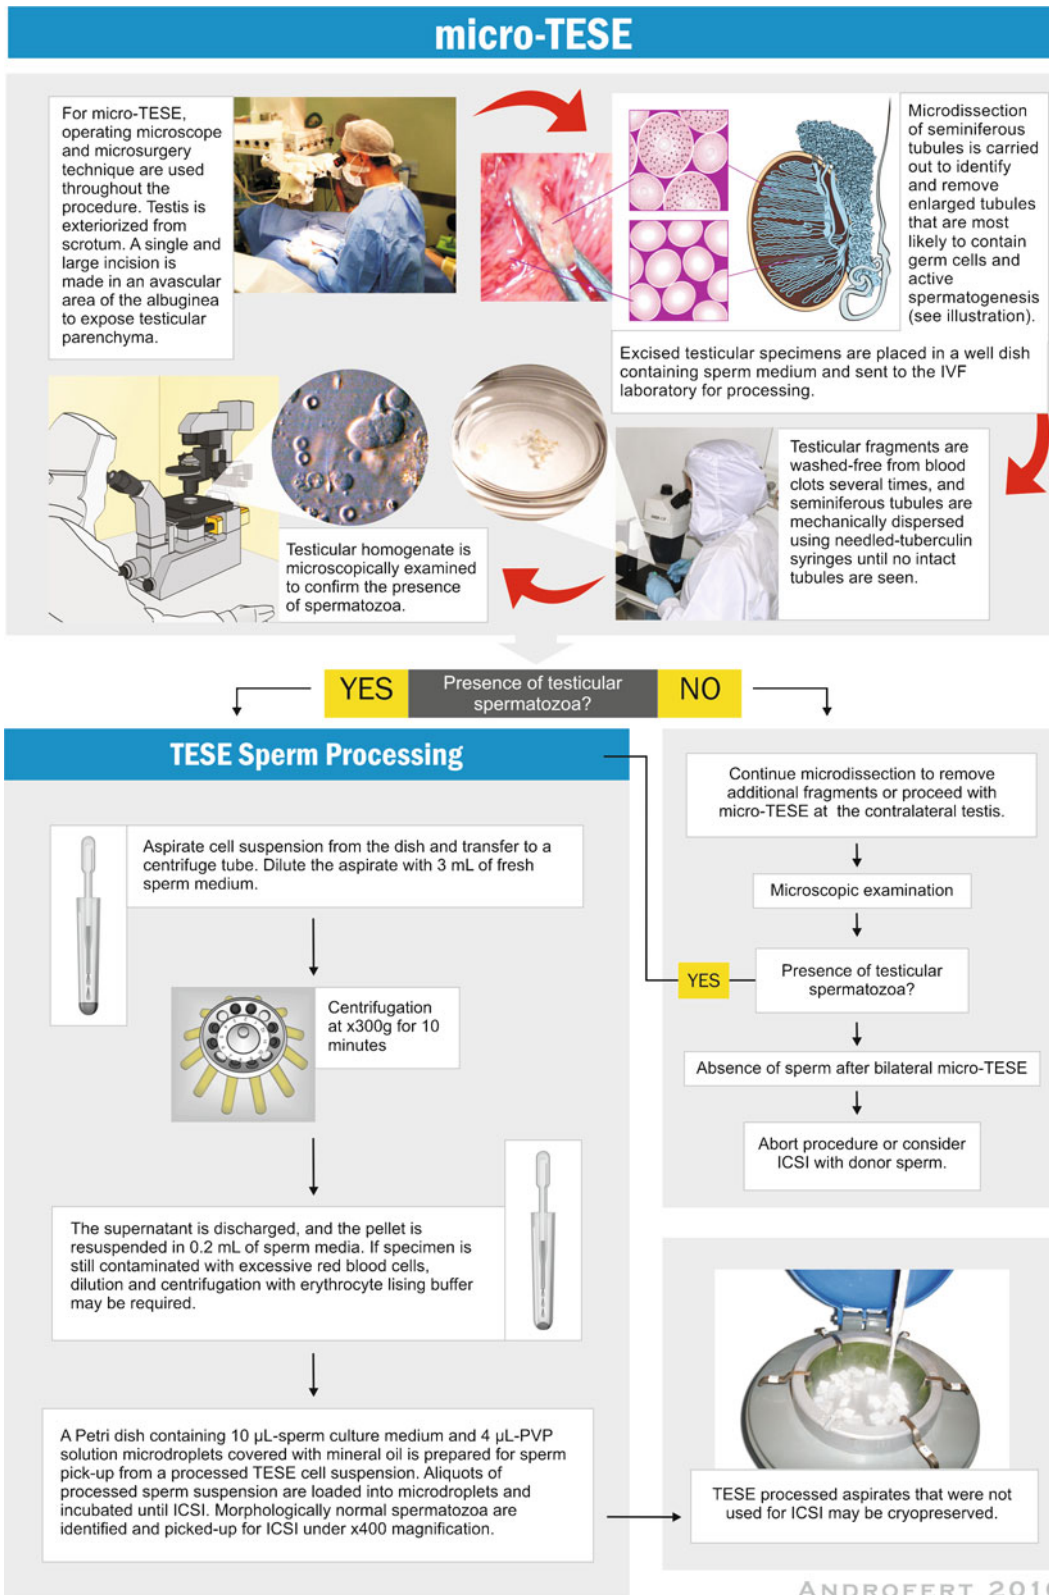 micro-TESE
For micro-TESE,
operating microscope
and microsurgery
technique are used
throughout the
procedure. Testis is
exteriorized from
scrotum. A single and
large incision is
made in an avascular
area of the albuginea
to expose testicular
parenchyma.
Microdissection
of seminiferous
tubules is carried
out to identify
and remove
enlarged tubules
that are most
likely to contain
germ cells and
active
spermatogenesis
(see illustration).
Excised testicular specimens are placed in a well dish
containing sperm medium and sent to the IVF
laboratory for processing.
Testicular fragments are
washed-free from blood
clots several times, and
seminiferous tubules are
mechanically dispersed
using needled-tuberculin
syringes until no intact
tubules are seen.
Testicular homogenate is
microscopically examined
to confirm the presence
of spermatozoa.
YES
Presence of testicular
spermatozoa?
NO
TESE Sperm Processing
Aspirate cell suspension from the dish and transfer to a
centrifuge tube. Dilute the aspirate with 3 mL of fresh
sperm medium.
Centrifugation
at x300g for 10
minutes
The supernatant is discharged, and the pellet is
resuspended in 0.2 mL of sperm media. If specimen is
still contaminated with excessive red blood cells,
dilution and centrifugation with erythrocyte lising buffer
may be required.
A Petri dish containing 10 µL-sperm culture medium and 4 µL-PVP
solution microdroplets covered with mineral oil is prepared for sperm
pick-up from a processed TESE cell suspension. Aliquots of
processed sperm suspension are loaded into microdroplets and
incubated until ICSI. Morphologically normal spermatozoa are
identified and picked-up for ICSI under x400 magnification.
Continue microdissection to remove
additional fragments or proceed with
micro-TESE at the contralateral testis.
Microscopic examination
YES
Presence of testicular
spermatozoa?
Absence of sperm after bilateral micro-TESE
Abort procedure or consider
ICSI with donor sperm.
TESE processed aspirates that were not
used for ICSI may be cryopreserved.
ANDROFERT